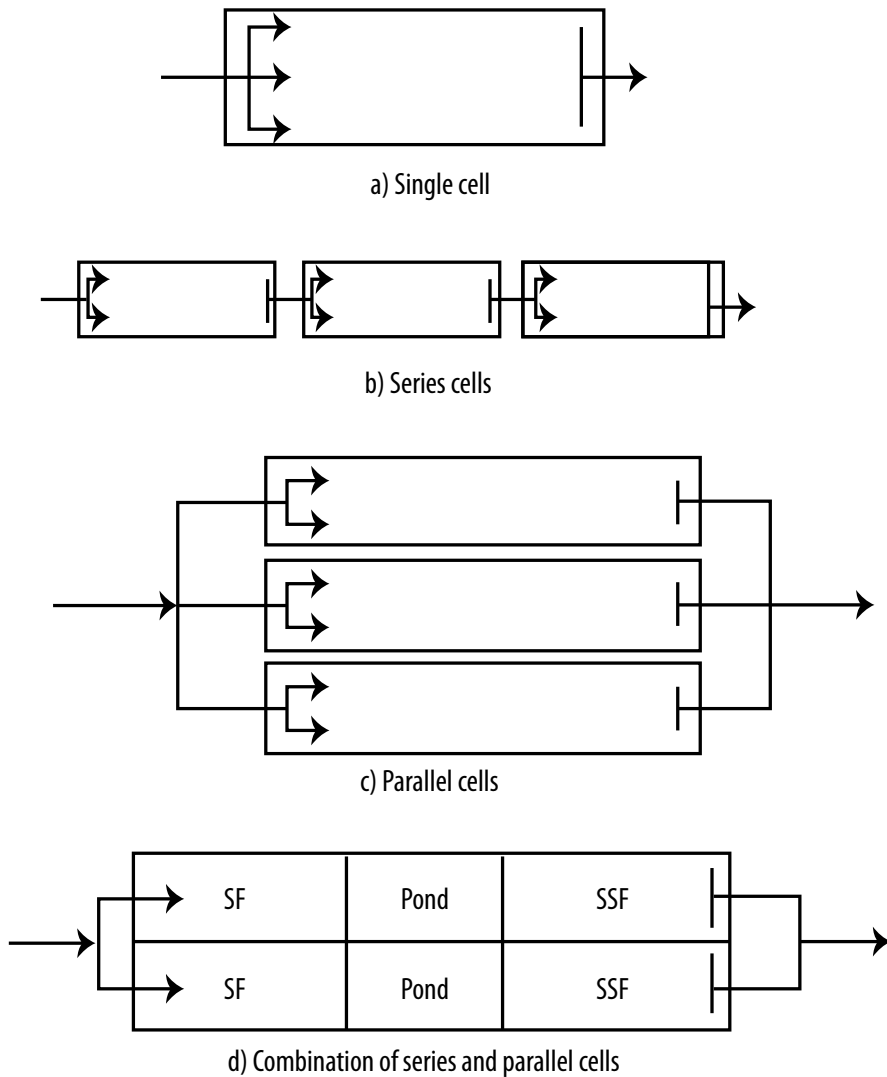 a) Single cell
b) Series cells
c) Parallel cells
SF Pond SSF
SF Pond SSF
d) Combination of series and parallel cells